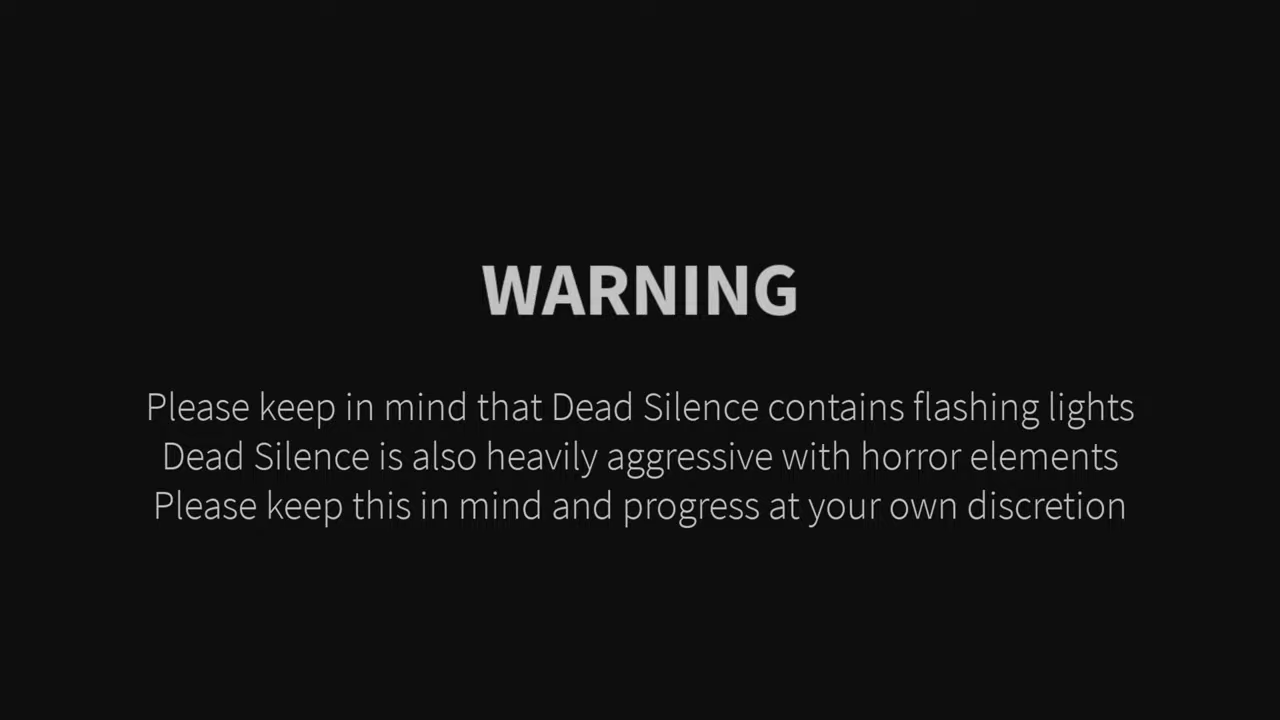 WARNING
Please keep in mind that Dead Silence contains flashing lights
Dead Silence is also heavily aggressive with horror elements
Please keep this in mind and progress at your own discretion